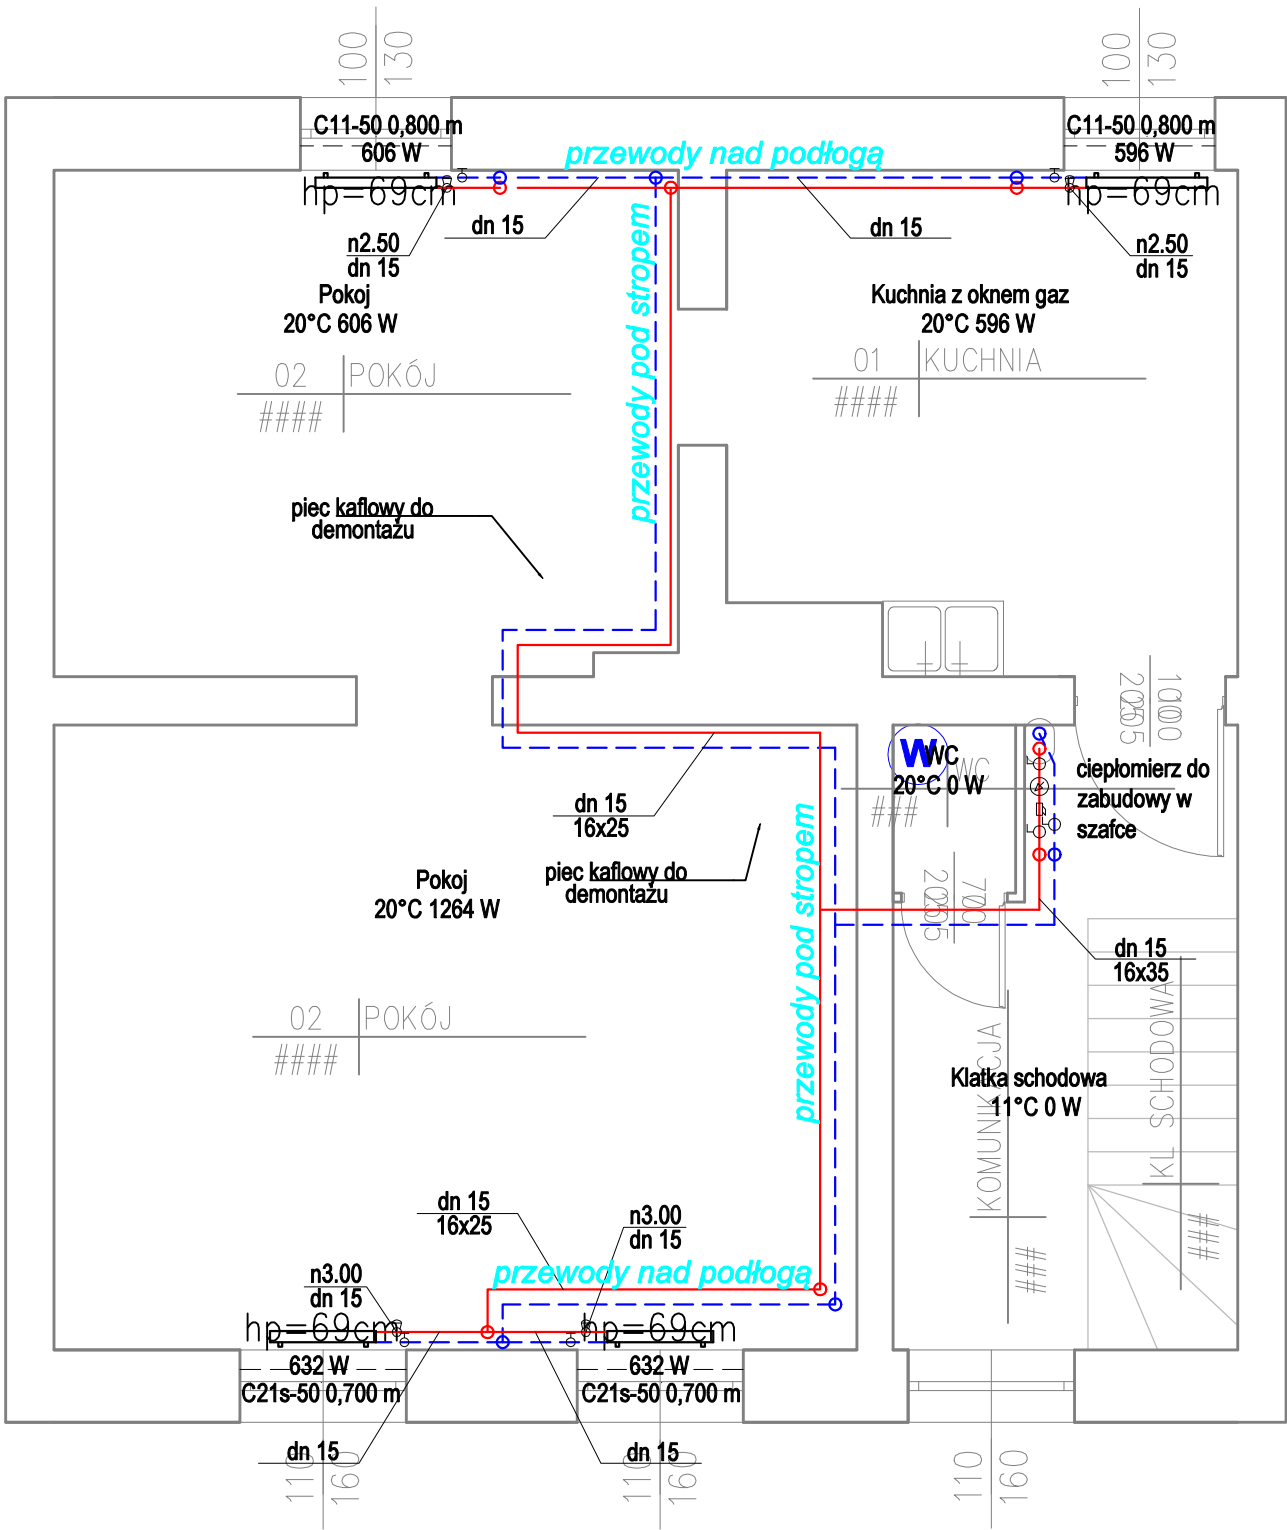 100
130
100
130
C11-50 0,800 m
606 W
hp=69cm
przewody nad podłogą
C11-50 0,800 m
596 W
hp=69cm
n2.50
dn 15
dn 15
dn 15
n2.50
dn 15
Pokoj
20°C 606 W
Kuchnia z oknem gaz
20°C 596 W
przewody pod stropem
02 POKÓJ
####
01 KUCHNIA
####
piec kaflowy do
demontażu
100
205
W
WC
20°C 0 W
WC
###
ciepłomierz do
zabudowy w
szafce
dn 15
16x25
piec kaflowy do
demontażu
Pokoj
20°C 1264 W
przewody pod stropem
700
205
dn 15
16x35
02 POKÓJ
####
KOMUNIKACJA
###
KL SCHODOWA
###
Klatka schodowa
11°C 0 W
dn 15
16x25
n3.00
dn 15
n3.00
dn 15
przewody nad podłogą
hp=69cm
hp=69cm
632 W
C21s-50 0,700 m
632 W
C21s-50 0,700 m
dn 15
dn 15
110
160
110
160
110
160